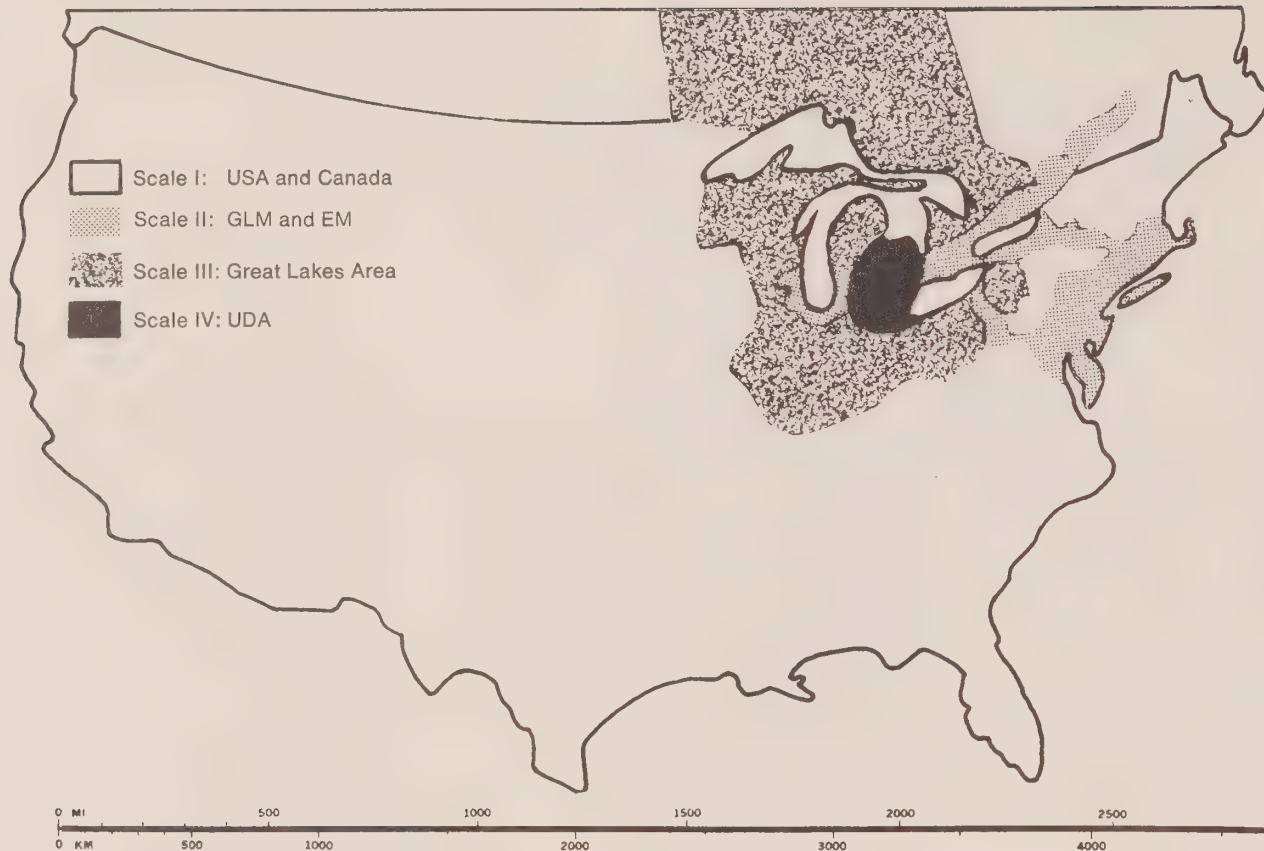 Scale I: USA and Canada
Scale II: GLM and EM
Scale III: Great Lakes Area
Scale IV: UDA
0 MI 500 1000 1500 2000 2500
0 KM 500 1000 2000 3000 4000